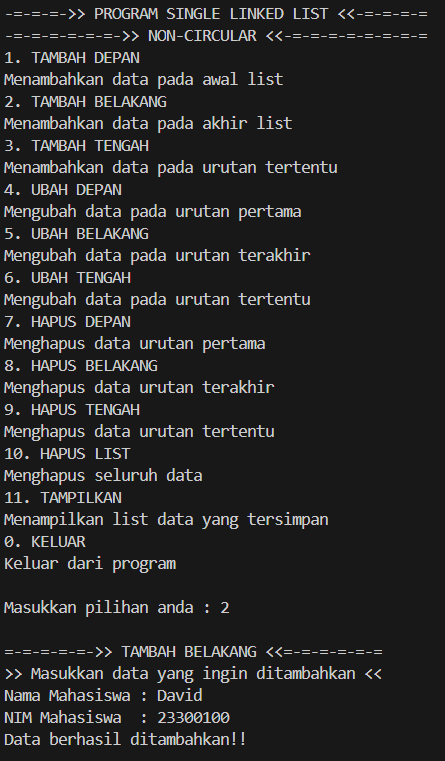 -=-=-=->> PROGRAM SINGLE LINKED LIST <<-=-=-=-=
-=-=-=-=-=-=->> NON-CIRCULAR <<-=-=-=-=-=-=-=-=
1. TAMBAH DEPAN
Menambahkan data pada awal list
2. TAMBAH BELAKANG
Menambahkan data pada akhir list
3. TAMBAH TENGAH
Menambahkan data pada urutan tertentu
4. UBAH DEPAN
Mengubah data pada urutan pertama
5. UBAH BELAKANG
Mengubah data pada urutan terakhir
6. UBAH TENGAH
Mengubah data pada urutan tertentu
7. HAPUS DEPAN
Menghapus data urutan pertama
8. HAPUS BELAKANG
Menghapus data urutan terakhir
9. HAPUS TENGAH
Menghapus data urutan tertentu
10. HAPUS LIST
Menghapus seluruh data
11. TAMPILKAN
Menampilkan list data yang tersimpan
0. KELUAR
Keluar dari program
Masukkan pilihan anda : 2
=-=-=-=-=->> TAMBAH BELAKANG <<=-=-=-=-=-=
>> Masukkan data yang ingin ditambahkan <<
Nama Mahasiswa : David
NIM Mahasiswa  : 23300100
Data berhasil ditambahkan!!